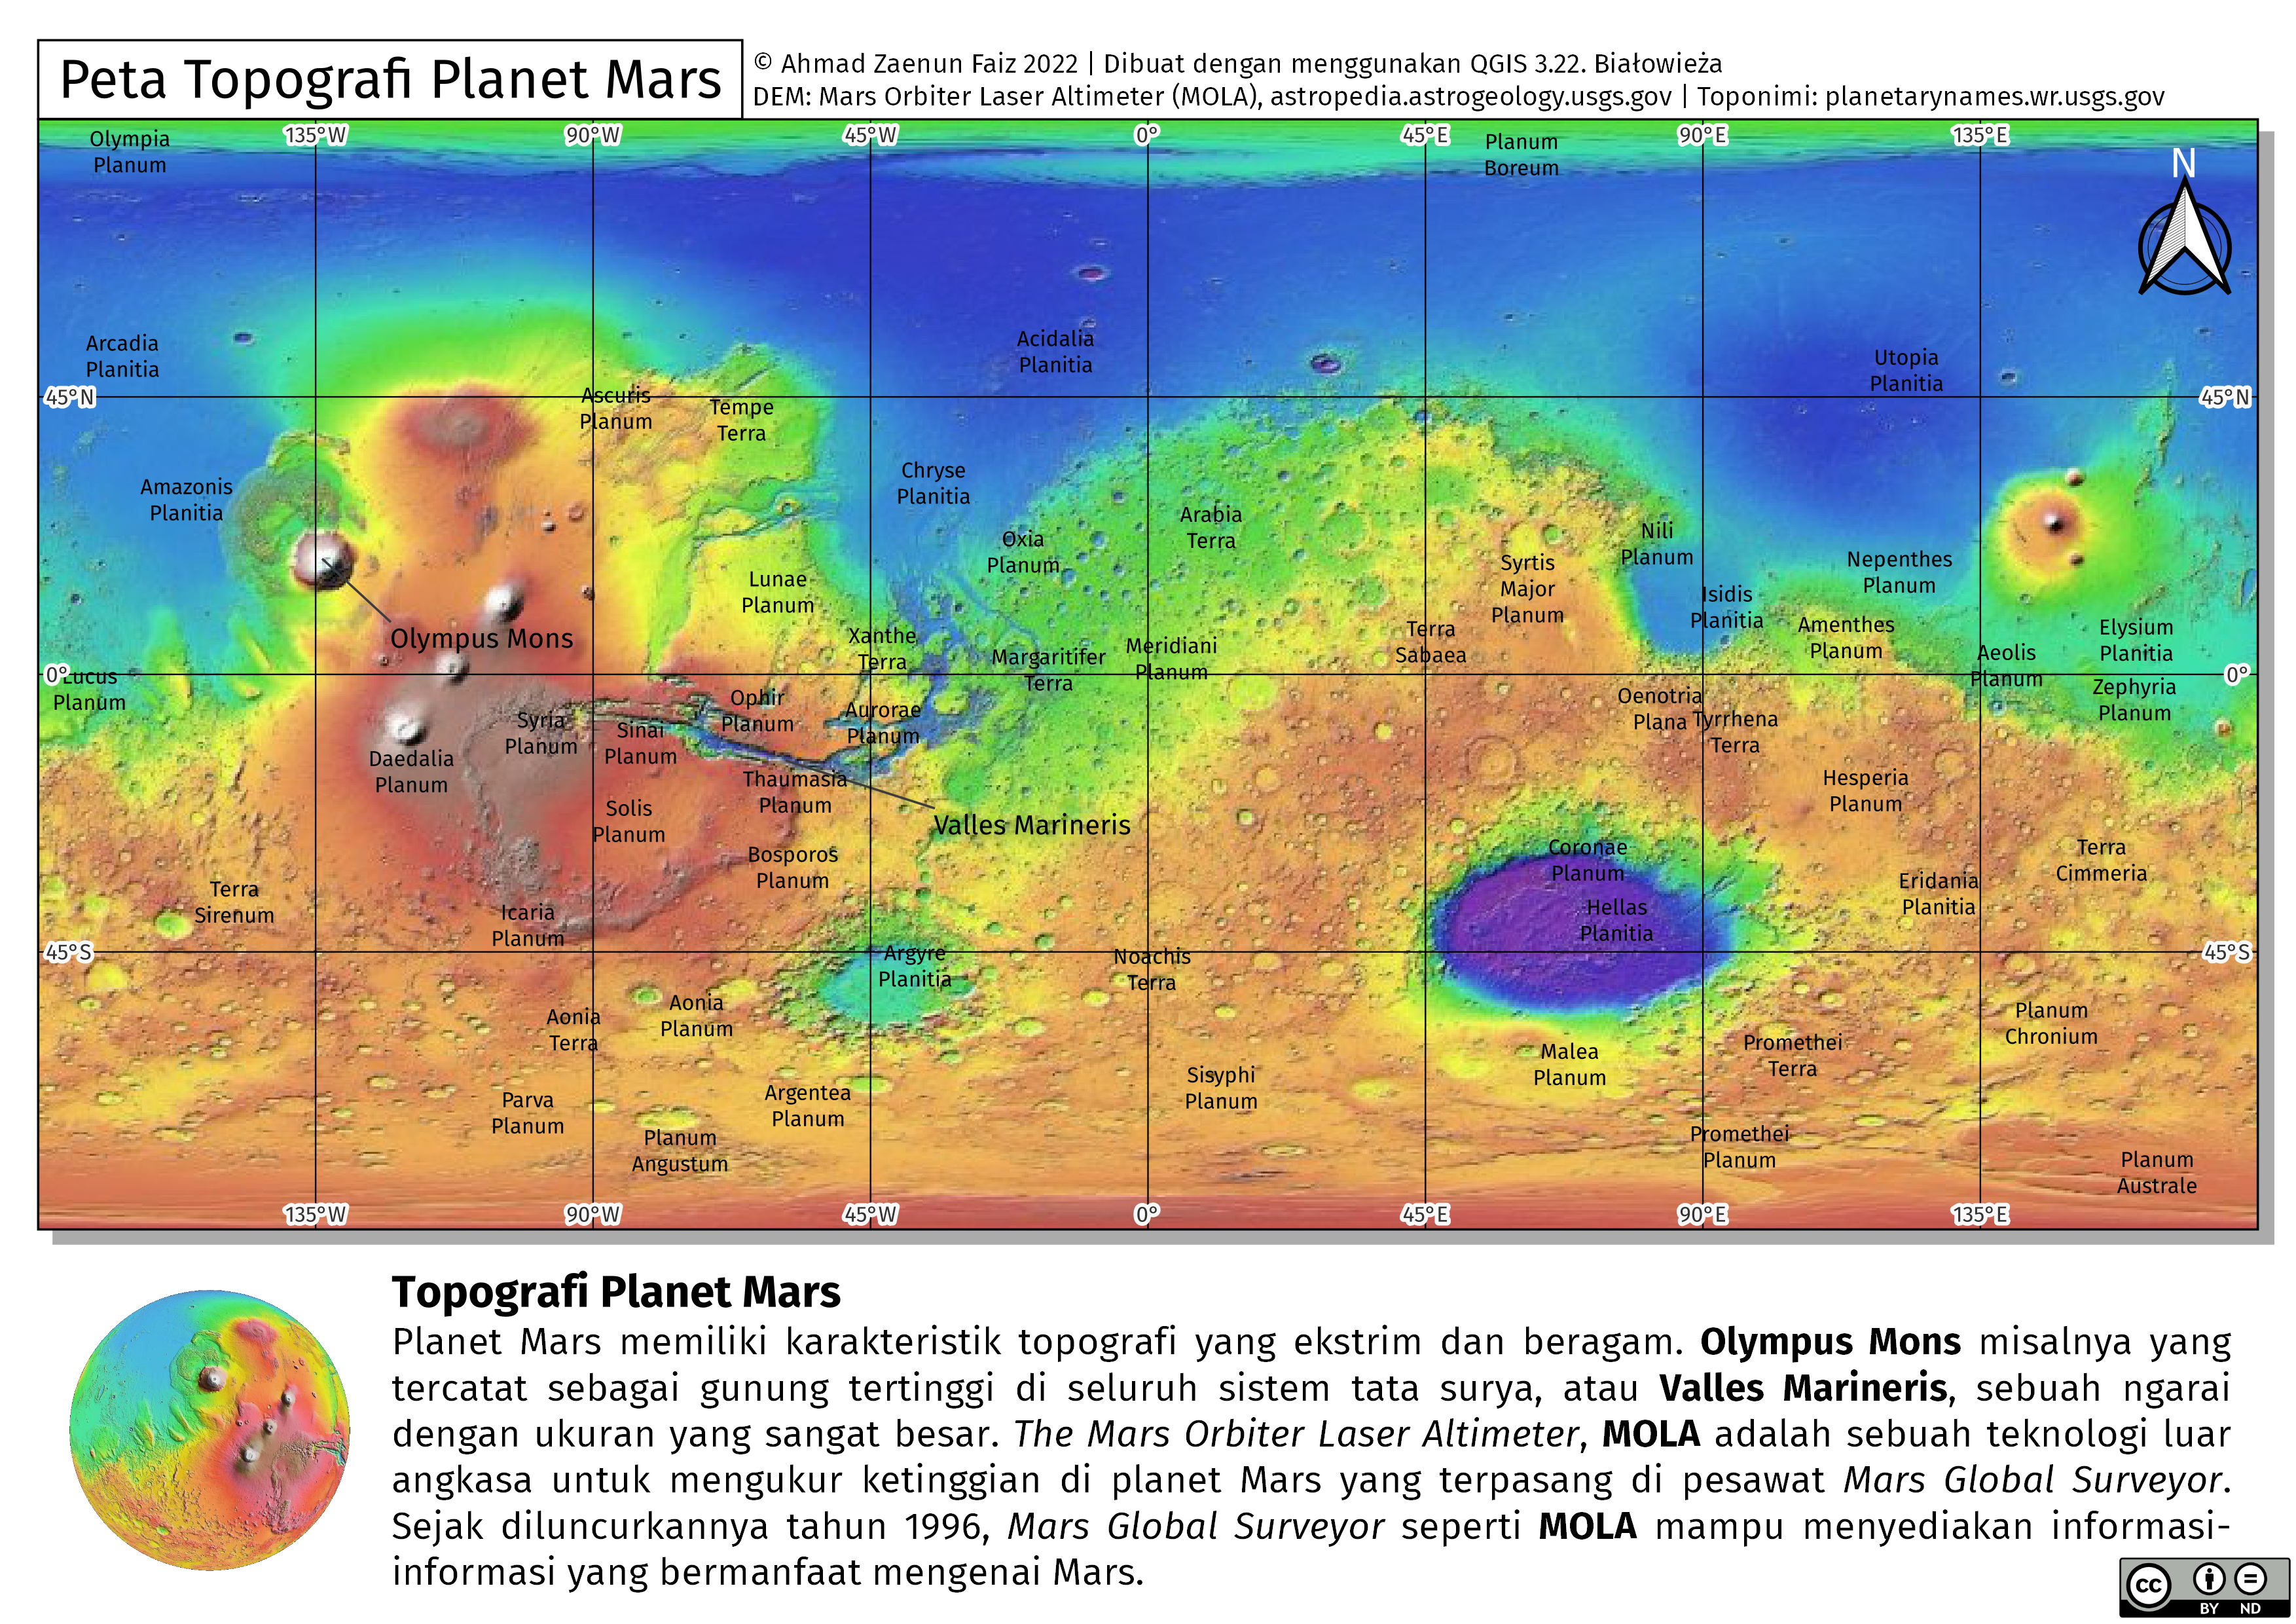 Peta Topografi Planet Mars
© Ahmad Zaenun Faiz 2022 | Dibuat dengan menggunakan QGIS 3.22. Białowieża
DEM: Mars Orbiter Laser Altimeter (MOLA), astropedia.astrogeology.usgs.gov | Toponimi: planetarynames.wr.usgs.gov
135°W 90°W 45°W 0° 45°E 90°E 135°E
Olympia
Planum
Planum
Boreum
N
Arcadia
Planitia
Acidalia
Planitia
Utopia
Planitia
45°N
45°N
Ascuris
Planum
Tempe
Terra
Amazonis
Planitia
Chryse
Planitia
Arabia
Terra
Oxia
Planum
Nili
Planum
Syrtis
Major
Planum
Nepenthes
Planum
Lunae
Planum
Isidis
Planitia
Olympus Mons
Xanthe
Terra
Margaritifer
Terra
Meridiani
Planum
Terra
Sabaea
Amenthes
Planum
Aeolis
Planum
Elysium
Planitia
0°
0°
Lucus
Planum
Ophir
Planum
Aurorae
Planum
Oenotria
Plana
Tyrrhena
Terra
Zephyria
Planum
Syria
Planum
Sinai
Planum
Daedalia
Planum
Thaumasia
Planum
Hesperia
Planum
Solis
Planum
Valles Marineris
Bosporos
Planum
Coronae
Planum
Terra
Cimmeria
Terra
Sirenum
Eridania
Planitia
Icaria
Planum
Hellas
Planitia
45°S
45°S
Argyre
Planitia
Noachis
Terra
Aonia
Terra
Aonia
Planum
Planum
Chronium
Malea
Planum
Promethei
Terra
Parva
Planum
Argentea
Planum
Sisyphi
Planum
Planum
Angustum
Promethei
Planum
Planum
Australe
135°W 90°W 45°W 0° 45°E 90°E 135°E
Topografi Planet Mars
Planet Mars memiliki karakteristik topografi yang ekstrim dan beragam. Olympus Mons misalnya yang
tercatat sebagai gunung tertinggi di seluruh sistem tata surya, atau Valles Marineris, sebuah ngarai
dengan ukuran yang sangat besar. The Mars Orbiter Laser Altimeter, MOLA adalah sebuah teknologi luar
angkasa untuk mengukur ketinggian di planet Mars yang terpasang di pesawat Mars Global Surveyor.
Sejak diluncurkannya tahun 1996, Mars Global Surveyor seperti MOLA mampu menyediakan informasi-
informasi yang bermanfaat mengenai Mars.
cc
BY ND